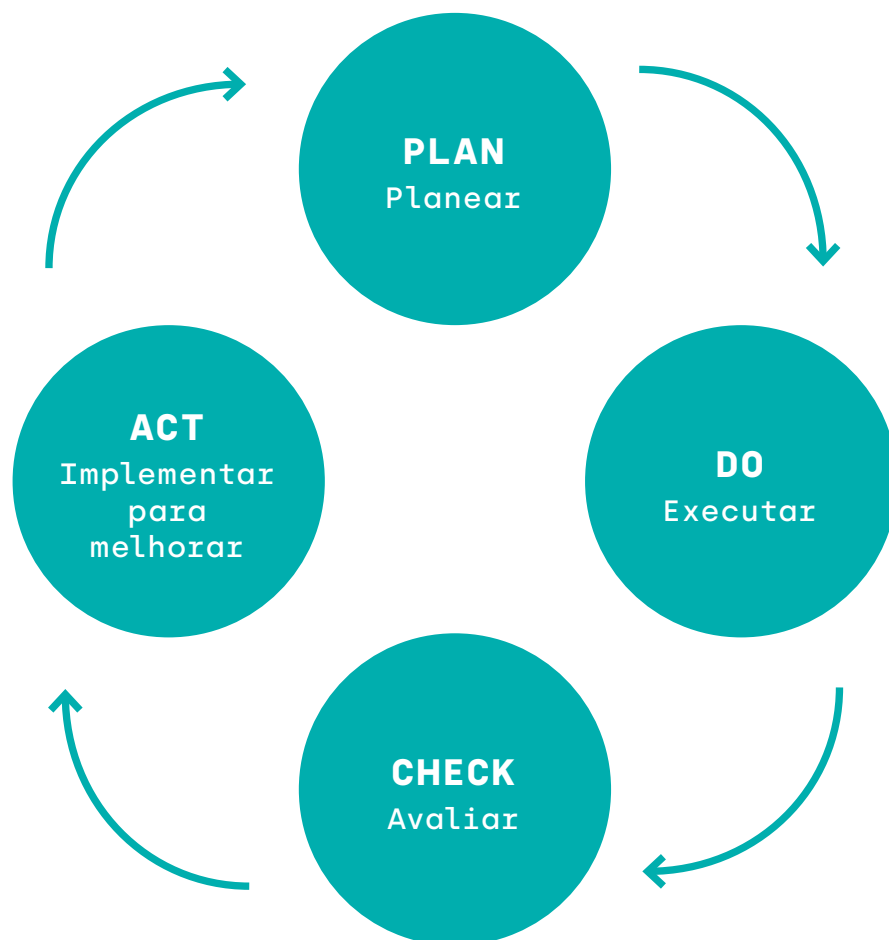 PLAN
Planear
DO
Executar
CHECK
Avaliar
ACT
Implementar
para
melhorar